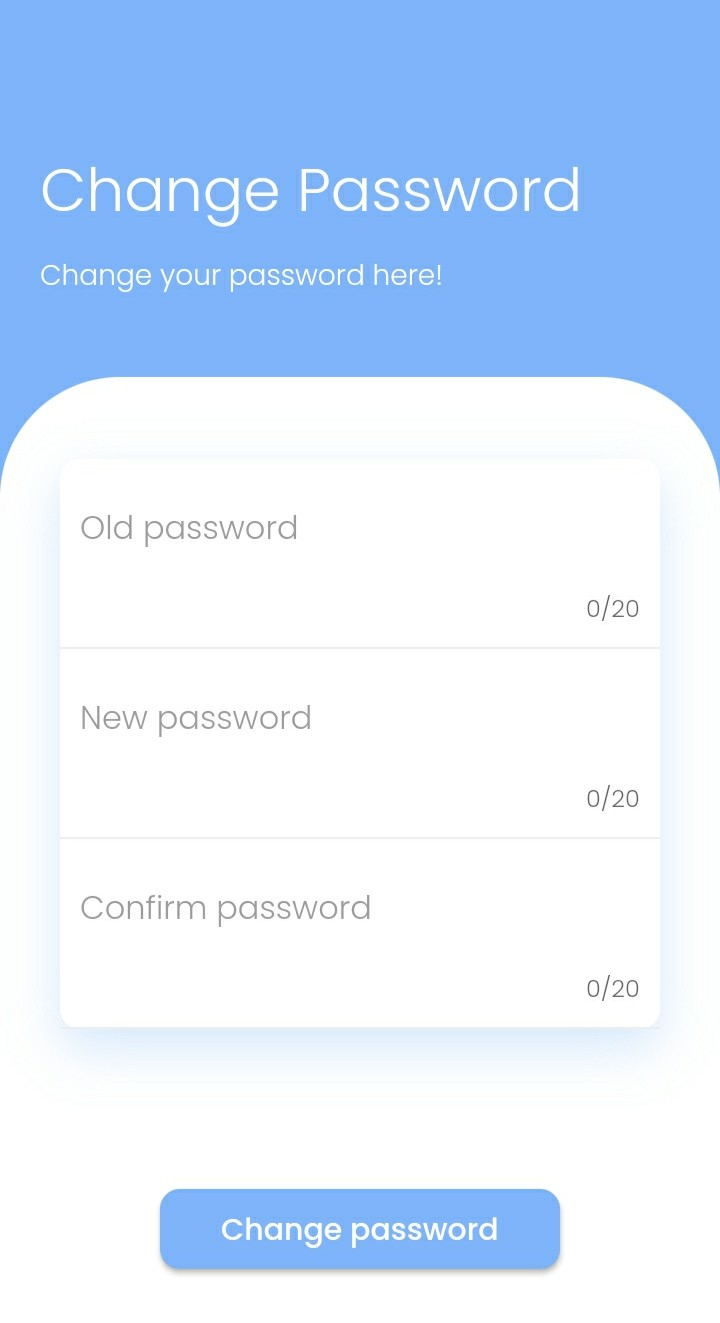 Change Password
Change your password here!
Old password
0/20
New password
0/20
Confirm password
0/20
Change password